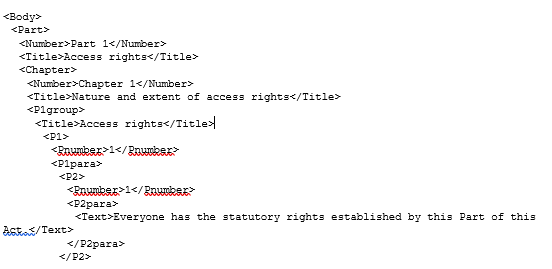 <Body>
<Part>
<Number>Part 1</Number>
<Title>Access rights</Title>
<Chapter>
<Number>Chapter 1</Number>
<Title>Nature and extent of access rights</Title>
<P1group>
<Title>Access rights</Title>
<P1>
<Pnumber>1</Pnumber>
<P1para>
<P2>
<Pnumber>1</Pnumber>
<P2para>
<Text>Everyone has the statutory rights established by this Part of this
Act.</Text>
</P2para>
</P2>